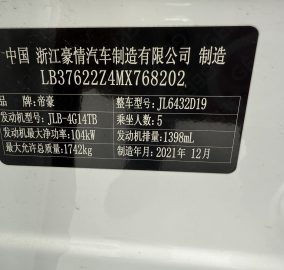 中国 浙江豪情汽车制造有限公司 制造
LB37622Z4MX768202
品牌：帝豪 整车型号：JL6432D19
发动机型号：JLB-4G14TB 乘坐人数：5
发动机最大净功率：104kW 发动机排量：1398mL
最大允许总质量：1742kg 制造年月：2021年12月